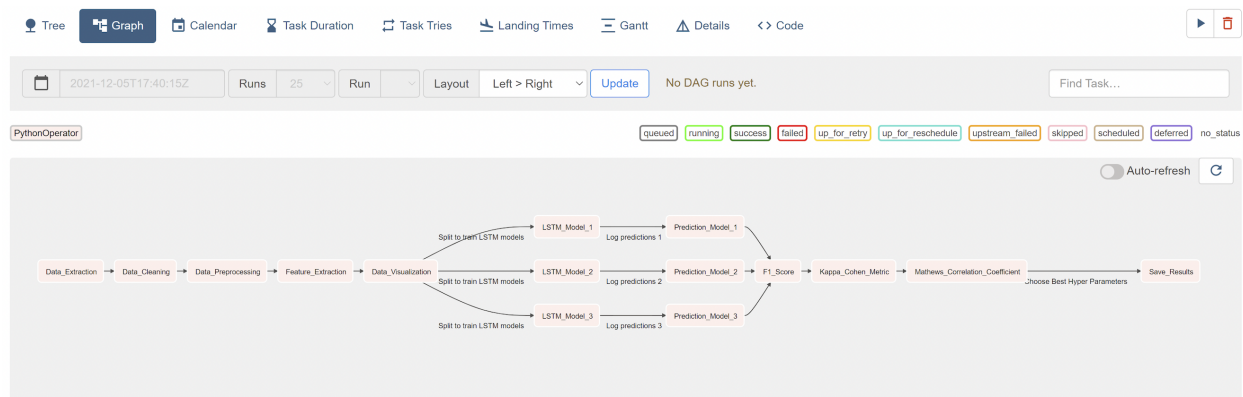 Tree Graph Calendar Task Duration Task Tries Landing Times Gantt Details Code
2021-12-05T17:40:15Z Runs 25 Run Layout Left > Right Update No DAG runs yet. Find Task...
PythonOperator queued running success failed up_for_retry up_for_reschedule upstream_failed skipped scheduled deferred no_status
Auto-refresh
LSTM_Model_1 Prediction_Model_1
Split to train LSTM models Log predictions 1
Data_Extraction Data_Cleaning Data_Preprocessing Feature_Extraction Data_Visualization LSTM_Model_2 Prediction_Model_2 F1_Score Kappa_Cohen_Metric Mathews_Correlation_Coefficient Save_Results
Split to train LSTM models Log predictions 2 Choose Best Hyper Parameters
LSTM_Model_3 Prediction_Model_3
Split to train LSTM models Log predictions 3